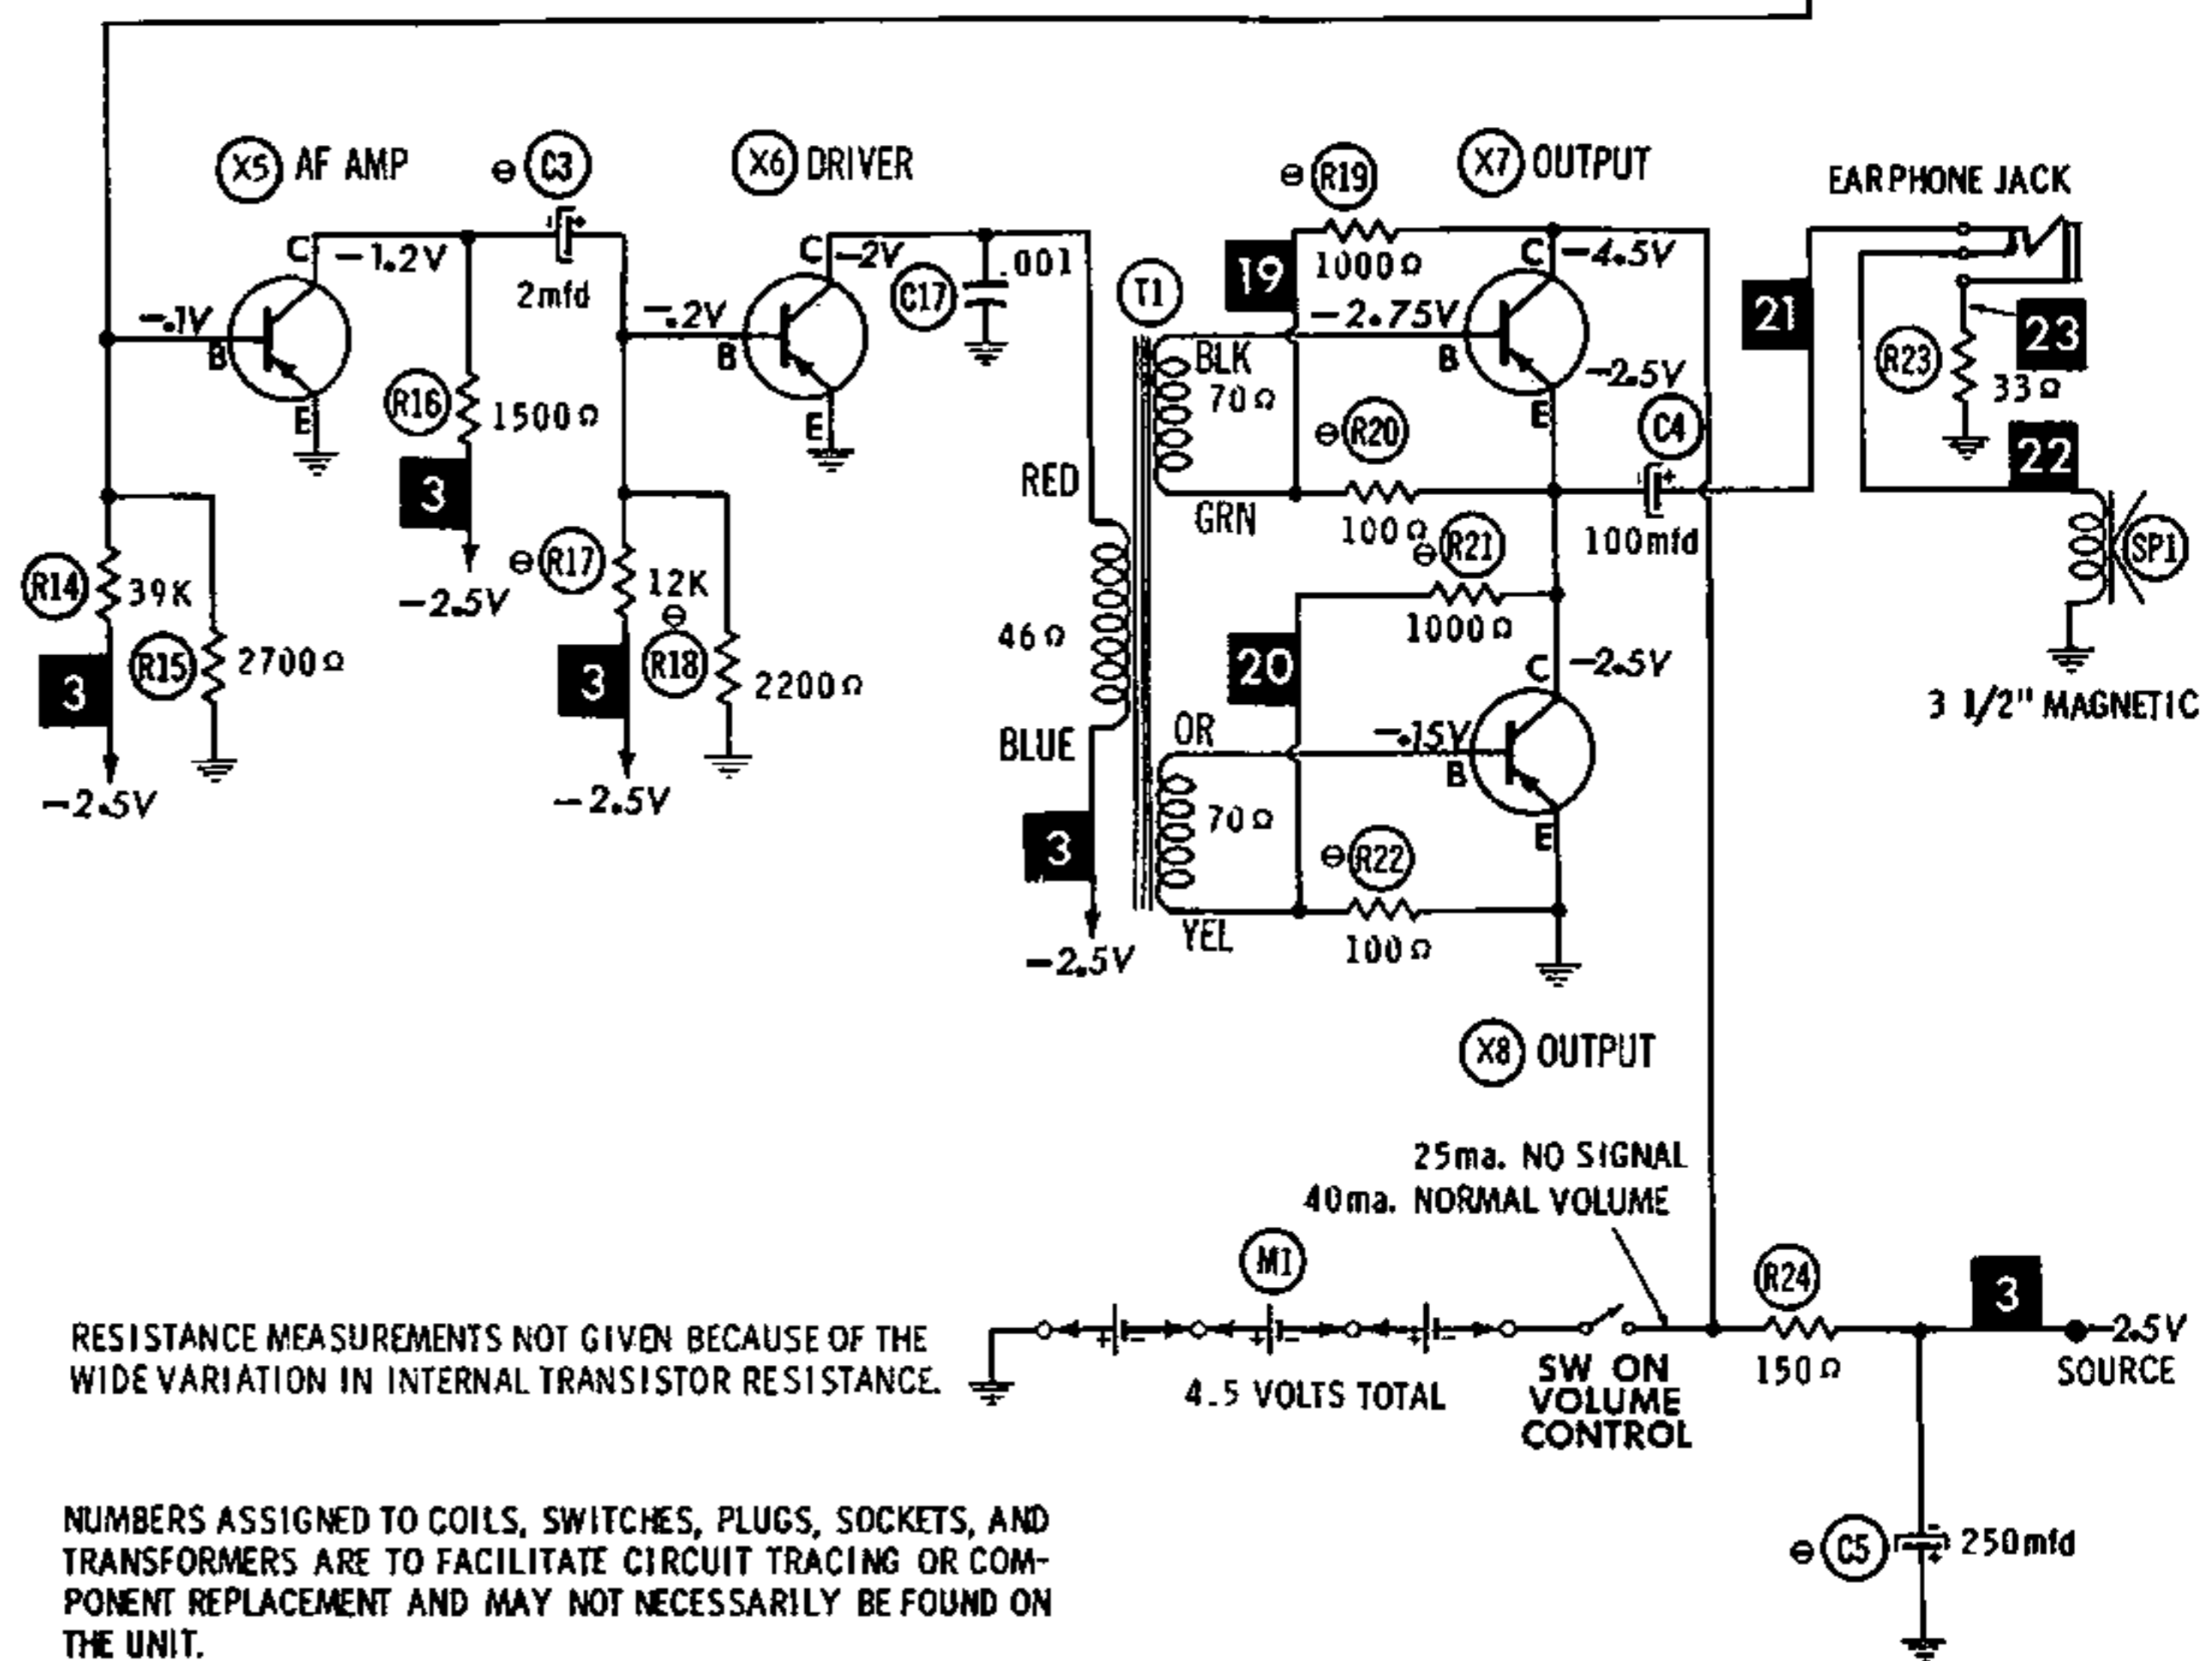 X5 AF AMP
⊖ C3
X6 DRIVER
⊖ R19
X7 OUTPUT
EARPHONE JACK
C
-1.2V
2mfd
C
-2V
.001
C17
T1
19
1000Ω
C
-4.5V
21
-.1V
B
E
-.2V
B
E
-2.75V
B
-2.5V
E
R23
23
33Ω
BLK
70Ω
R16
1500Ω
3
-2.5V
⊖ R20
C4
22
RED
GRN
100Ω
⊖ R21
100mfd
SP1
R14
39K
⊖ R17
12K
⊖
46Ω
1000Ω
3
R15
2700Ω
3
R18
2200Ω
20
C
-2.5V
3 1/2" MAGNETIC
BLUE
OR
-.15V
B
-2.5V
-2.5V
70Ω
3
⊖ R22
E
YEL
100Ω
-2.5V
X8 OUTPUT
25ma. NO SIGNAL
40ma. NORMAL VOLUME
M1
R24
3
+ -
+ -
+ -
-2.5V
SOURCE
150Ω
4.5 VOLTS TOTAL
SW ON
VOLUME
CONTROL
RESISTANCE MEASUREMENTS NOT GIVEN BECAUSE OF THE
WIDE VARIATION IN INTERNAL TRANSISTOR RESISTANCE.
⊖ C5
250mfd
NUMBERS ASSIGNED TO COILS, SWITCHES, PLUGS, SOCKETS, AND
TRANSFORMERS ARE TO FACILITATE CIRCUIT TRACING OR COM-
PONENT REPLACEMENT AND MAY NOT NECESSARILY BE FOUND ON
THE UNIT.